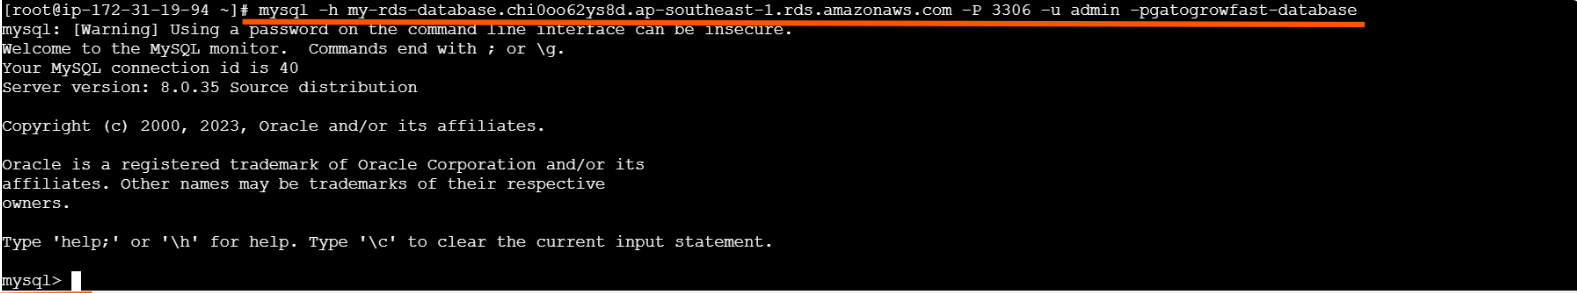 [root@ip-172-31-19-94 ~]# mysql -h my-rds-database.chi0oo62ys8d.ap-southeast-1.rds.amazonaws.com -P 3306 -u admin -pgatogrowfast-database
mysql: [Warning] Using a password on the command line interface can be insecure.
Welcome to the MySQL monitor.  Commands end with ; or \g.
Your MySQL connection id is 40
Server version: 8.0.35 Source distribution
Copyright (c) 2000, 2023, Oracle and/or its affiliates.
Oracle is a registered trademark of Oracle Corporation and/or its
affiliates. Other names may be trademarks of their respective
owners.
Type 'help;' or '\h' for help. Type '\c' to clear the current input statement.
mysql>